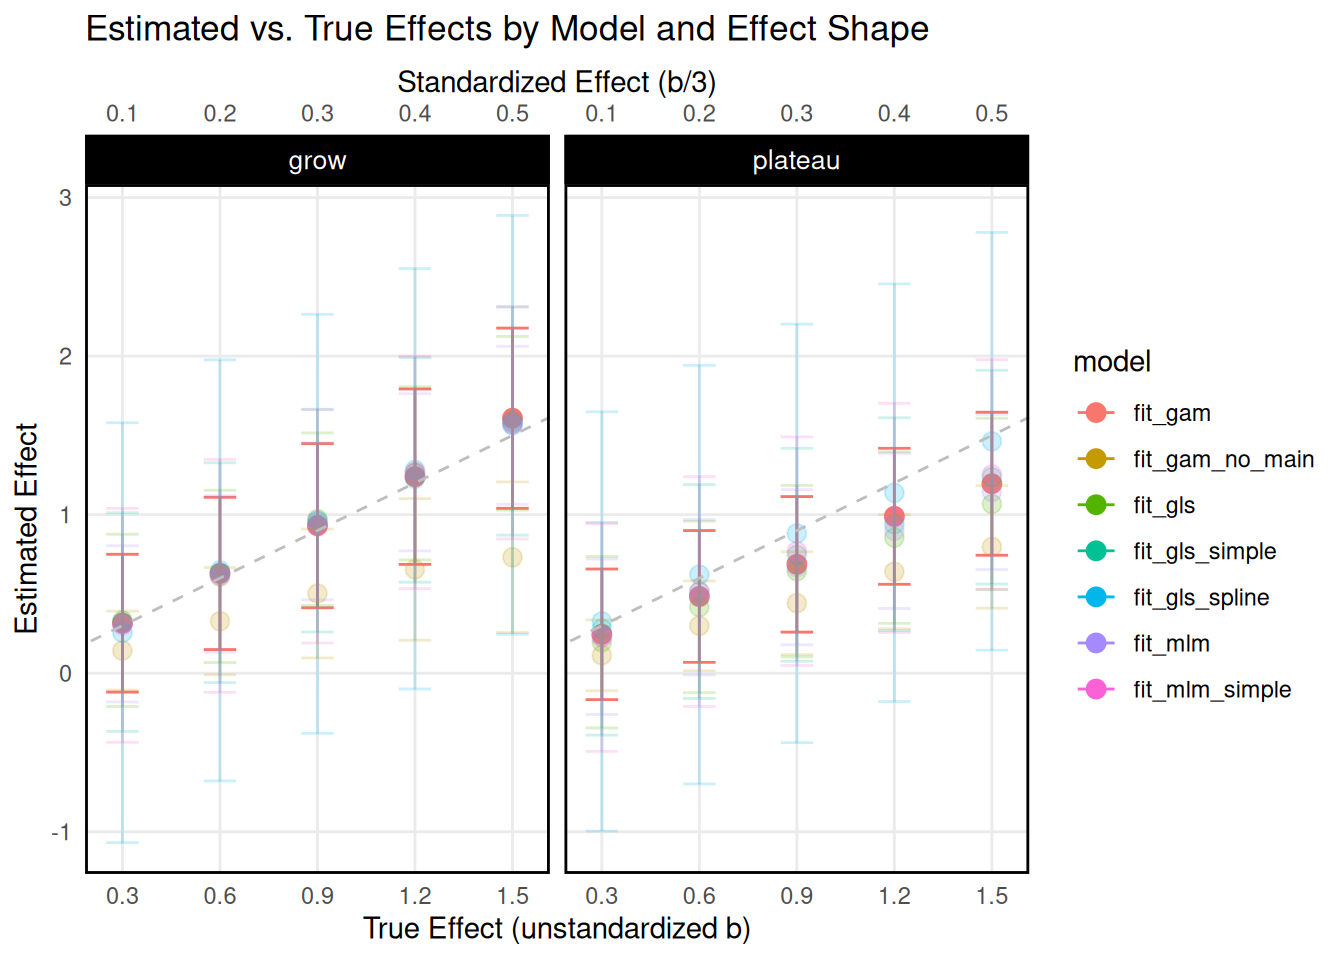 Estimated vs. True Effects by Model and Effect Shape
Standardized Effect (b/3)
0.1 0.2 0.3 0.4 0.5 0.1 0.2 0.3 0.4 0.5
grow plateau
3
2
1
0
-1
Estimated Effect
0.3 0.6 0.9 1.2 1.5 0.3 0.6 0.9 1.2 1.5
True Effect (unstandardized b)
model
fit_gam
fit_gam_no_main
fit_gls
fit_gls_simple
fit_gls_spline
fit_mlm
fit_mlm_simple